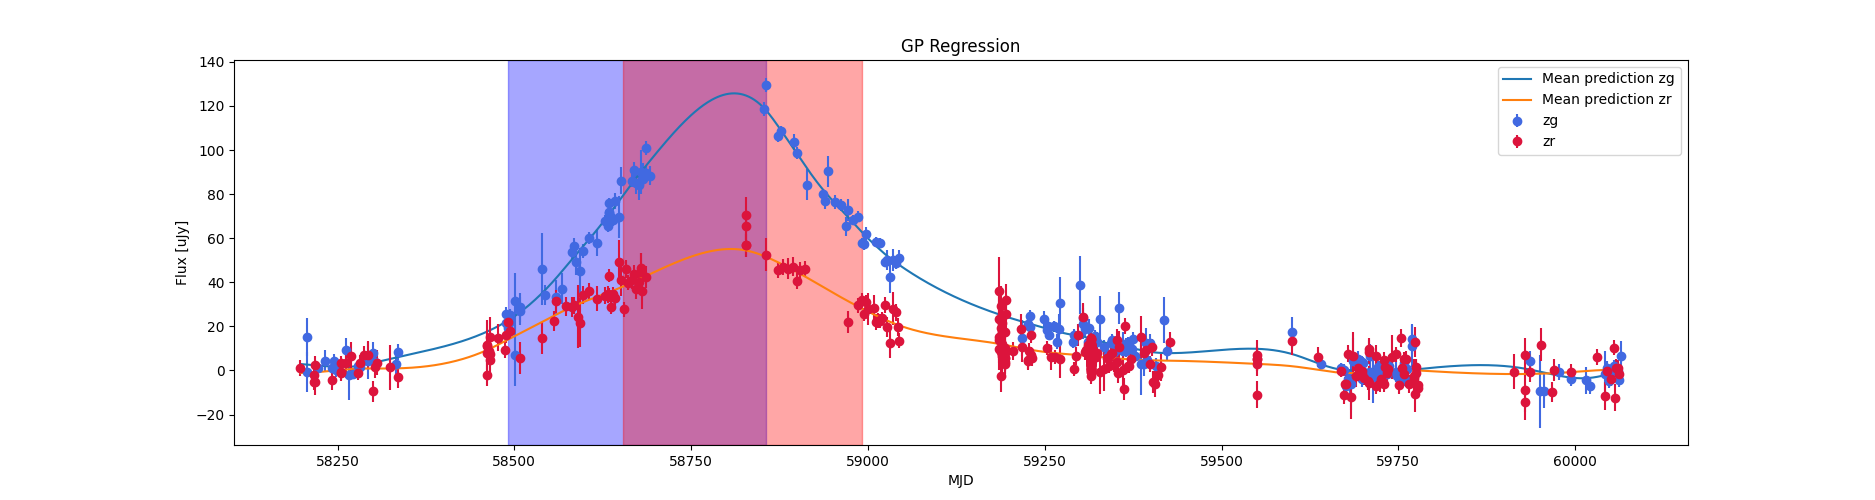 GP Regression
140
120
100
80
60
40
20
0
−20
Flux [uJy]
58250
58500
58750
59000
59250
59500
59750
60000
MJD
Mean prediction zg
Mean prediction zr
zg
zr